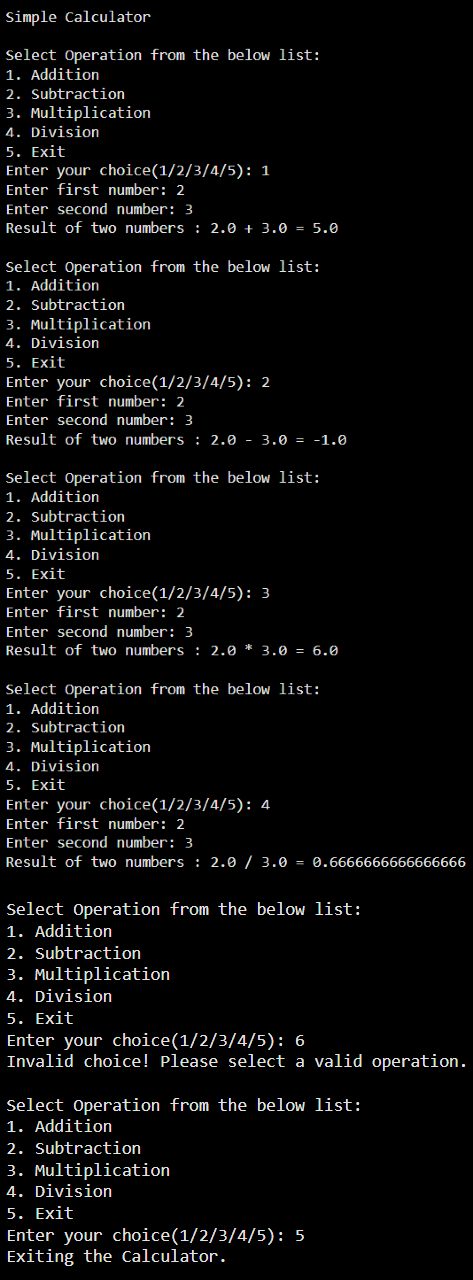 Simple Calculator
Select Operation from the below list:
1. Addition
2. Subtraction
3. Multiplication
4. Division
5. Exit
Enter your choice(1/2/3/4/5): 1
Enter first number: 2
Enter second number: 3
Result of two numbers : 2.0 + 3.0 = 5.0
Select Operation from the below list:
1. Addition
2. Subtraction
3. Multiplication
4. Division
5. Exit
Enter your choice(1/2/3/4/5): 2
Enter first number: 2
Enter second number: 3
Result of two numbers : 2.0 - 3.0 = -1.0
Select Operation from the below list:
1. Addition
2. Subtraction
3. Multiplication
4. Division
5. Exit
Enter your choice(1/2/3/4/5): 3
Enter first number: 2
Enter second number: 3
Result of two numbers : 2.0 * 3.0 = 6.0
Select Operation from the below list:
1. Addition
2. Subtraction
3. Multiplication
4. Division
5. Exit
Enter your choice(1/2/3/4/5): 4
Enter first number: 2
Enter second number: 3
Result of two numbers : 2.0 / 3.0 = 0.6666666666666666
Select Operation from the below list:
1. Addition
2. Subtraction
3. Multiplication
4. Division
5. Exit
Enter your choice(1/2/3/4/5): 6
Invalid choice! Please select a valid operation.
Select Operation from the below list:
1. Addition
2. Subtraction
3. Multiplication
4. Division
5. Exit
Enter your choice(1/2/3/4/5): 5
Exiting the Calculator.